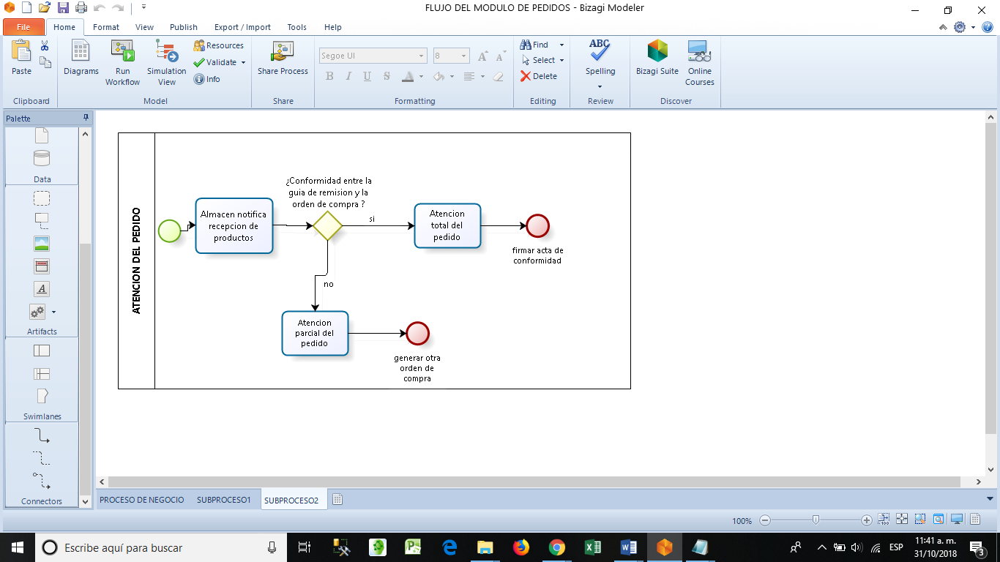 FLUJO DEL MODULO DE PEDIDOS - Bizagi Modeler
File Home Format View Publish Export / Import Tools Help
Paste
Clipboard
Diagrams
Run
Workflow
Simulation
View
Resources
Validate
Info
Model
Share Process
Share
Segoe UI 8
B I U S A
Formatting
Find
Select
Delete
Editing
ABC
Spelling
Review
Bizagi Suite
Online
Courses
Discover
Palette
Data
A
Artifacts
Swimlanes
Connectors
ATENCION DEL PEDIDO
Almacen notifica
recepcion de
productos
¿Conformidad entre la
guia de remision y la
orden de compra ?
si
Atencion
total del
pedido
firmar acta de
conformidad
no
Atencion
parcial del
pedido
generar otra
orden de
compra
PROCESO DE NEGOCIO SUBPROCESO1 SUBPROCESO2
100%
Escribe aquí para buscar
ESP
11:41 a. m.
31/10/2018
3